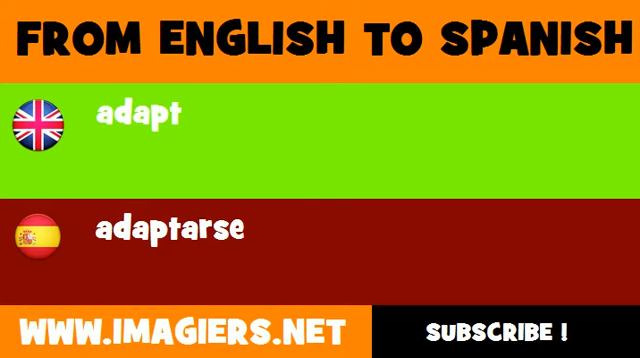 FROM ENGLISH TO SPANISH
adapt
adaptarse
WWW.IMAGIERS.NET
SUBSCRIBE !